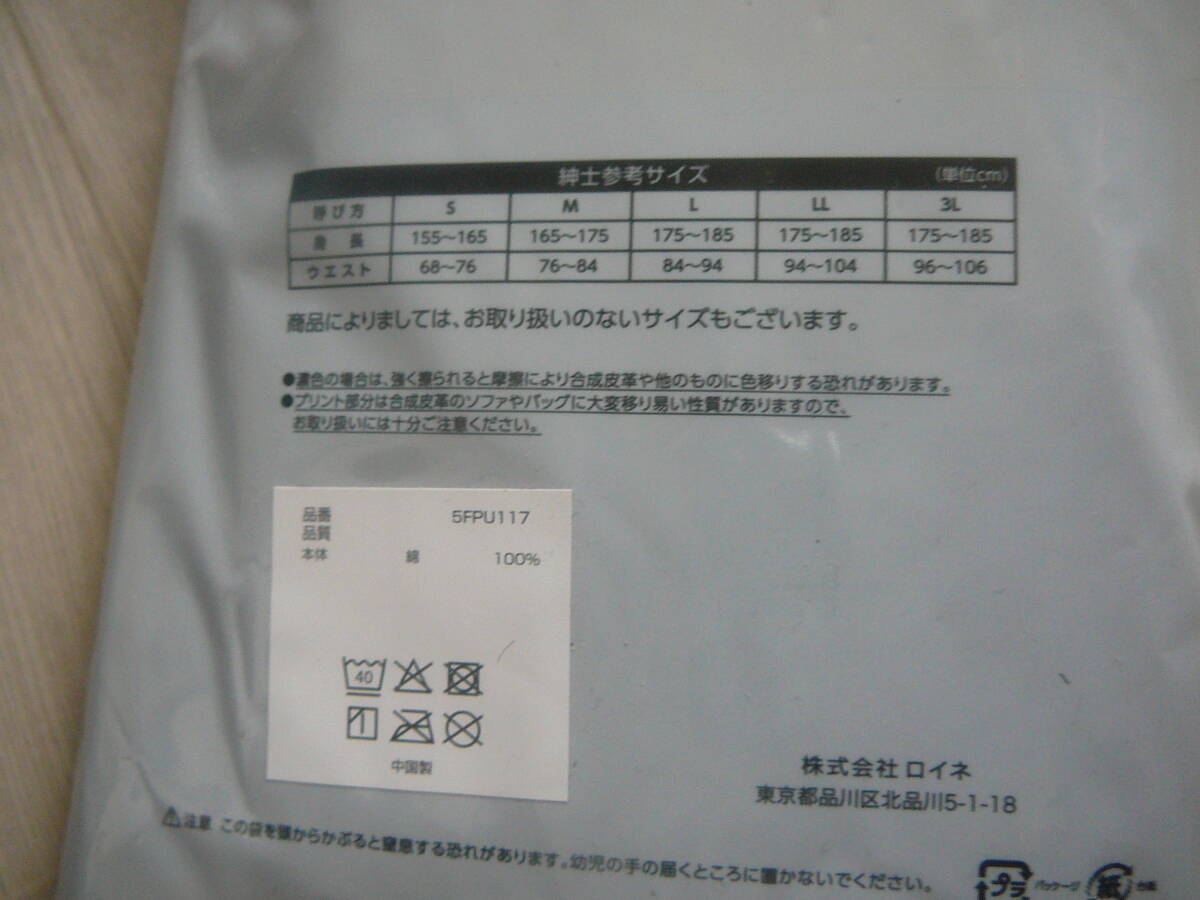 紳士参考サイズ (単位cm)
呼び方 S M L LL 3L
身長 155〜165 165〜175 175〜185 175〜185 175〜185
ウエスト 68〜76 76〜84 84〜94 94〜104 96〜106
商品によりましては、お取り扱いのないサイズもございます。
●濃色の場合は、強く擦られると摩擦により合成皮革や他のものに色移りする恐れがあります。
●プリント部分は合成皮革のソファやバッグに大変移り易い性質がありますので、
お取り扱いには十分ご注意ください。
品番 5FPU117
品質
本体 綿 100%
40
中国製
株式会社 ロイネ
東京都品川区北品川5-1-18
注意 この袋を頭からかぶると窒息する恐れがあります。幼児の手の届くところに置かないでください。
プラ パッケージ 紙 台紙